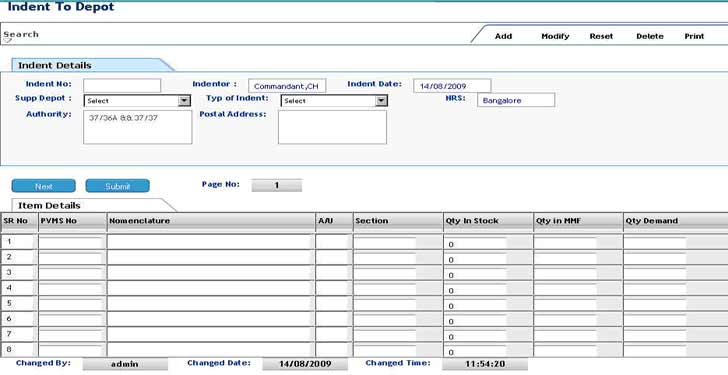 Indent To Depot
Search
Add Modify Reset Delete Print
Indent Details
Indent No: Indentor : Commandant,CH Indent Date: 14/08/2009
Supp Depot : Select Typ of Indent: Select NRS: Bangalore
Authority: 37/36A && 37/37 Postal Address:
Next Submit Page No: 1
Item Details
SR No PVMS No Nomenclature A/U Section Qty In Stock Qty in MMF Qty Demand
1 0
2 0
3 0
4 0
5 0
6 0
7 0
8 0
Changed By: admin Changed Date: 14/08/2009 Changed Time: 11:54:20